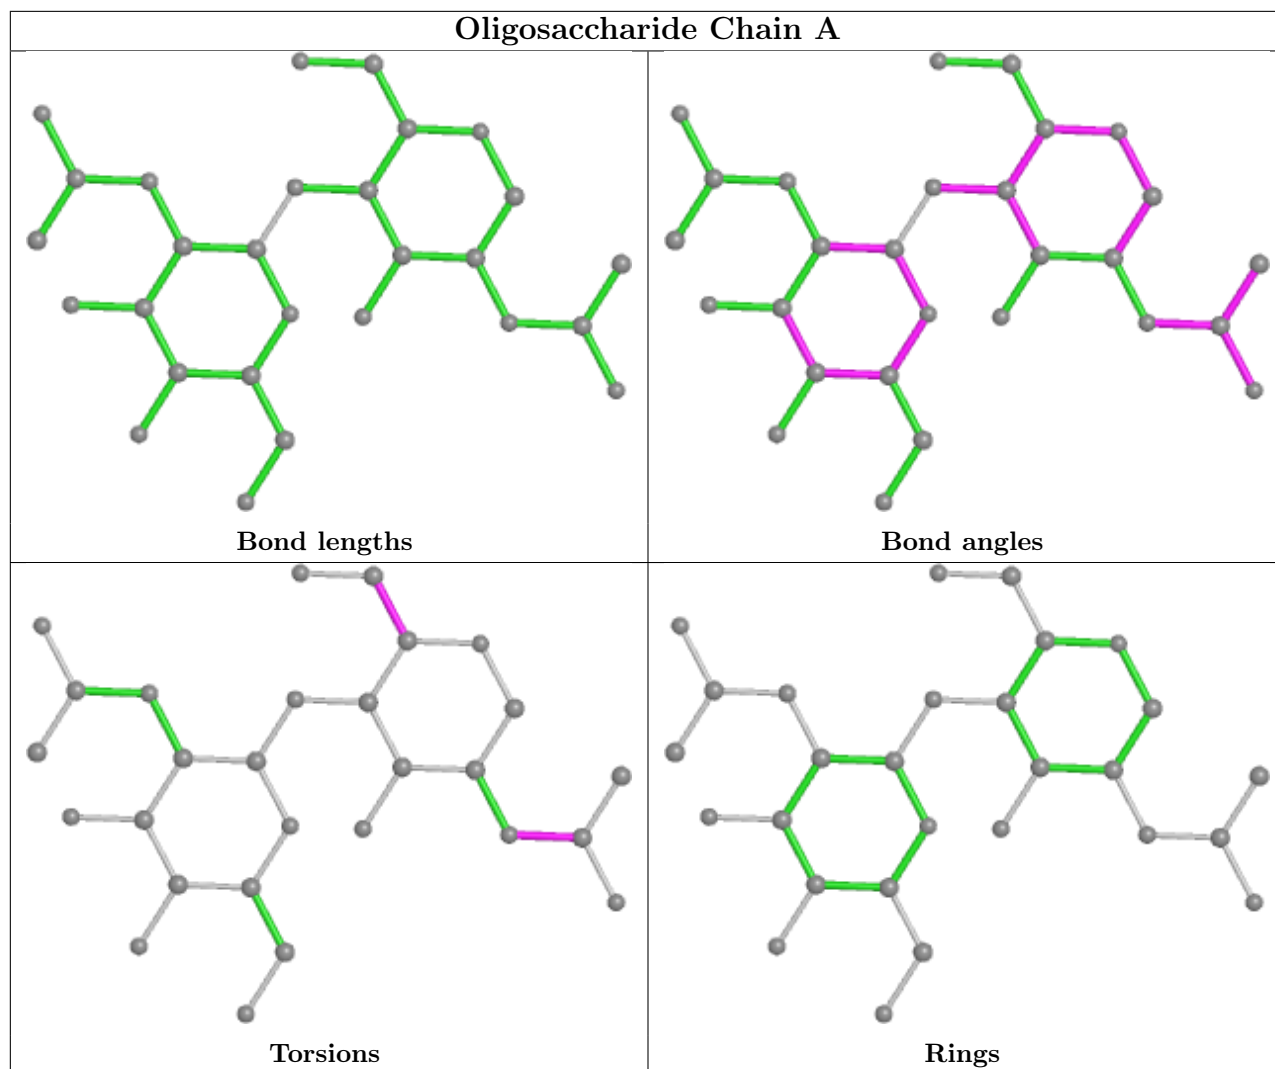 Oligosaccharide Chain A
Bond lengths
Bond angles
Torsions
Rings